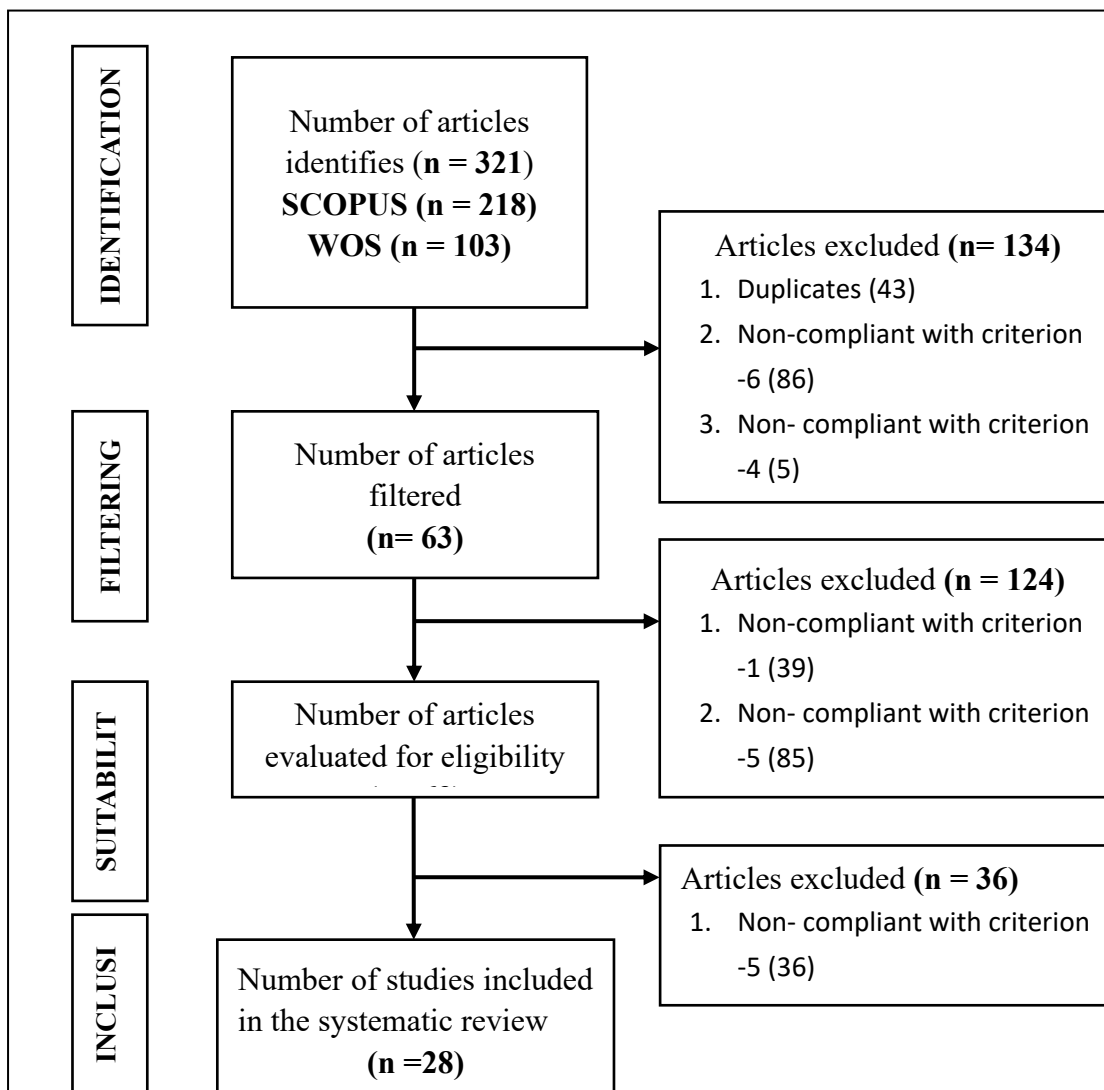 IDENTIFICATION
Number of articles
identifies (n = 321)
SCOPUS (n = 218)
WOS (n = 103)
Articles excluded (n= 134)
1. Duplicates (43)
2. Non-compliant with criterion
-6 (86)
3. Non- compliant with criterion
-4 (5)
FILTERING
Number of articles
filtered
(n= 63)
Articles excluded (n = 124)
1. Non-compliant with criterion
-1 (39)
2. Non- compliant with criterion
-5 (85)
SUITABILIT
Number of articles
evaluated for eligibility
Articles excluded (n = 36)
1. Non- compliant with criterion
-5 (36)
INCLUSI
Number of studies included
in the systematic review
(n =28)